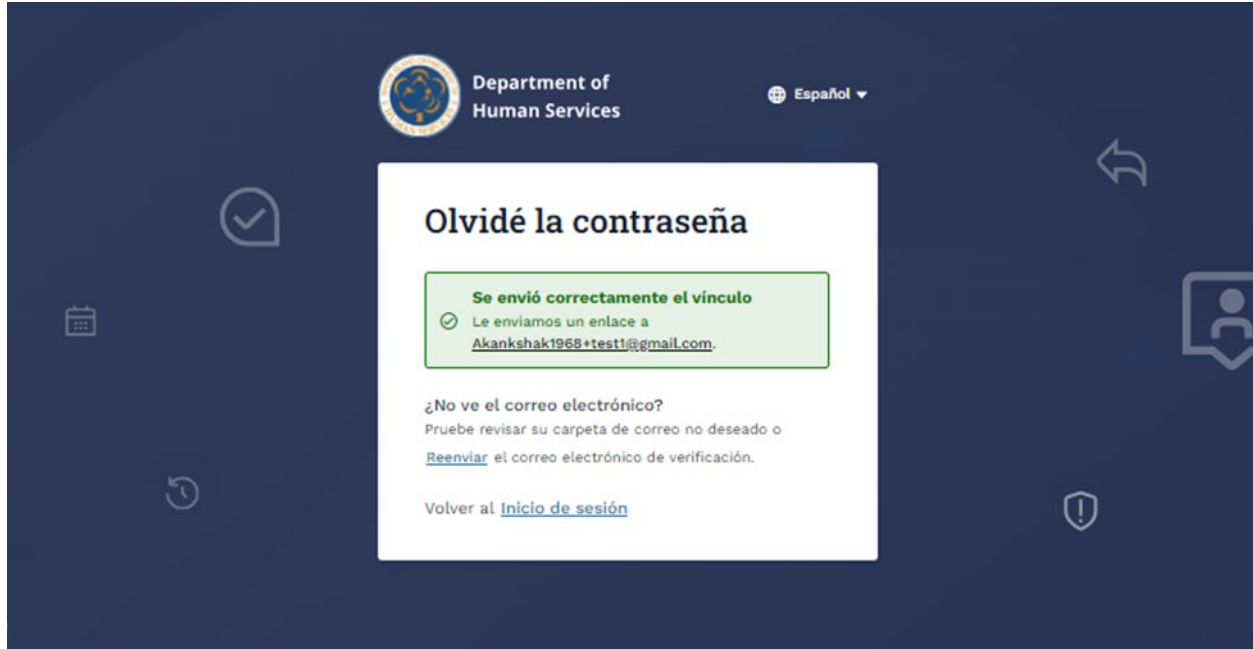 Department of
Human Services
Español
Olvidé la contraseña
Se envió correctamente el vínculo
Le enviamos un enlace a
Akankshak1968+test1@gmail.com.
¿No ve el correo electrónico?
Pruebe revisar su carpeta de correo no deseado o
Reenviar el correo electrónico de verificación.
Volver al Inicio de sesión